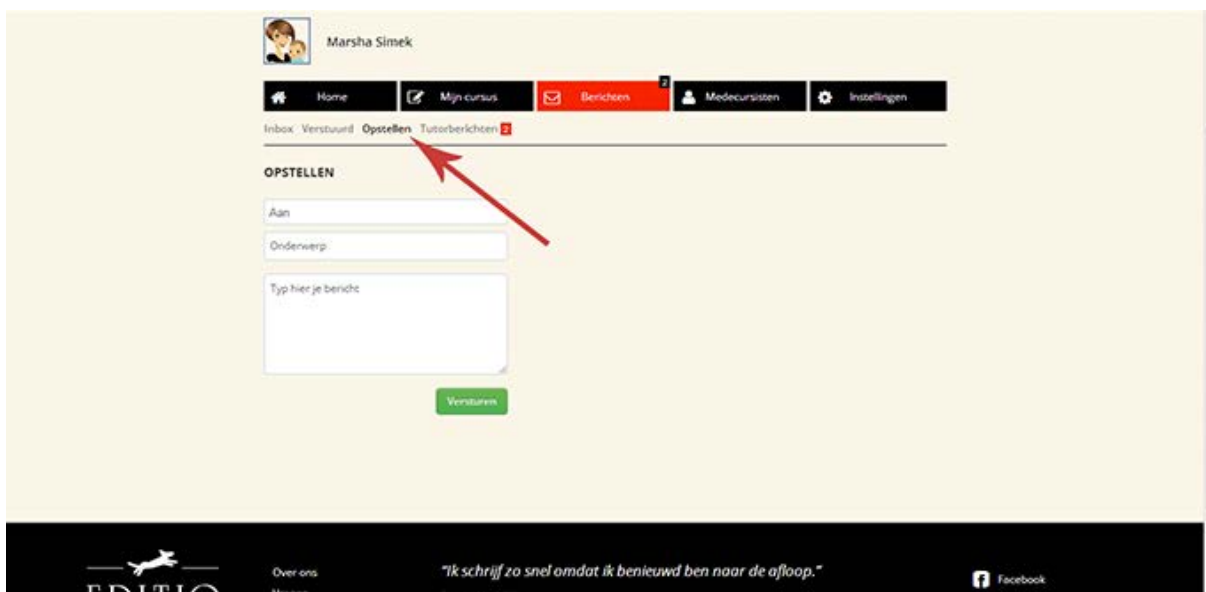 Marsha Simek
Home Mijn cursus Berichten 2 Medecursisten Instellingen
Inbox Verstuurd Opstellen Tutorberichten 2
OPSTELLEN
Aan
Onderwerp
Typ hier je bericht
Versturen
EDITIO
Over ons
"Ik schrijf zo snel omdat ik benieuwd ben naar de afloop."
Facebook